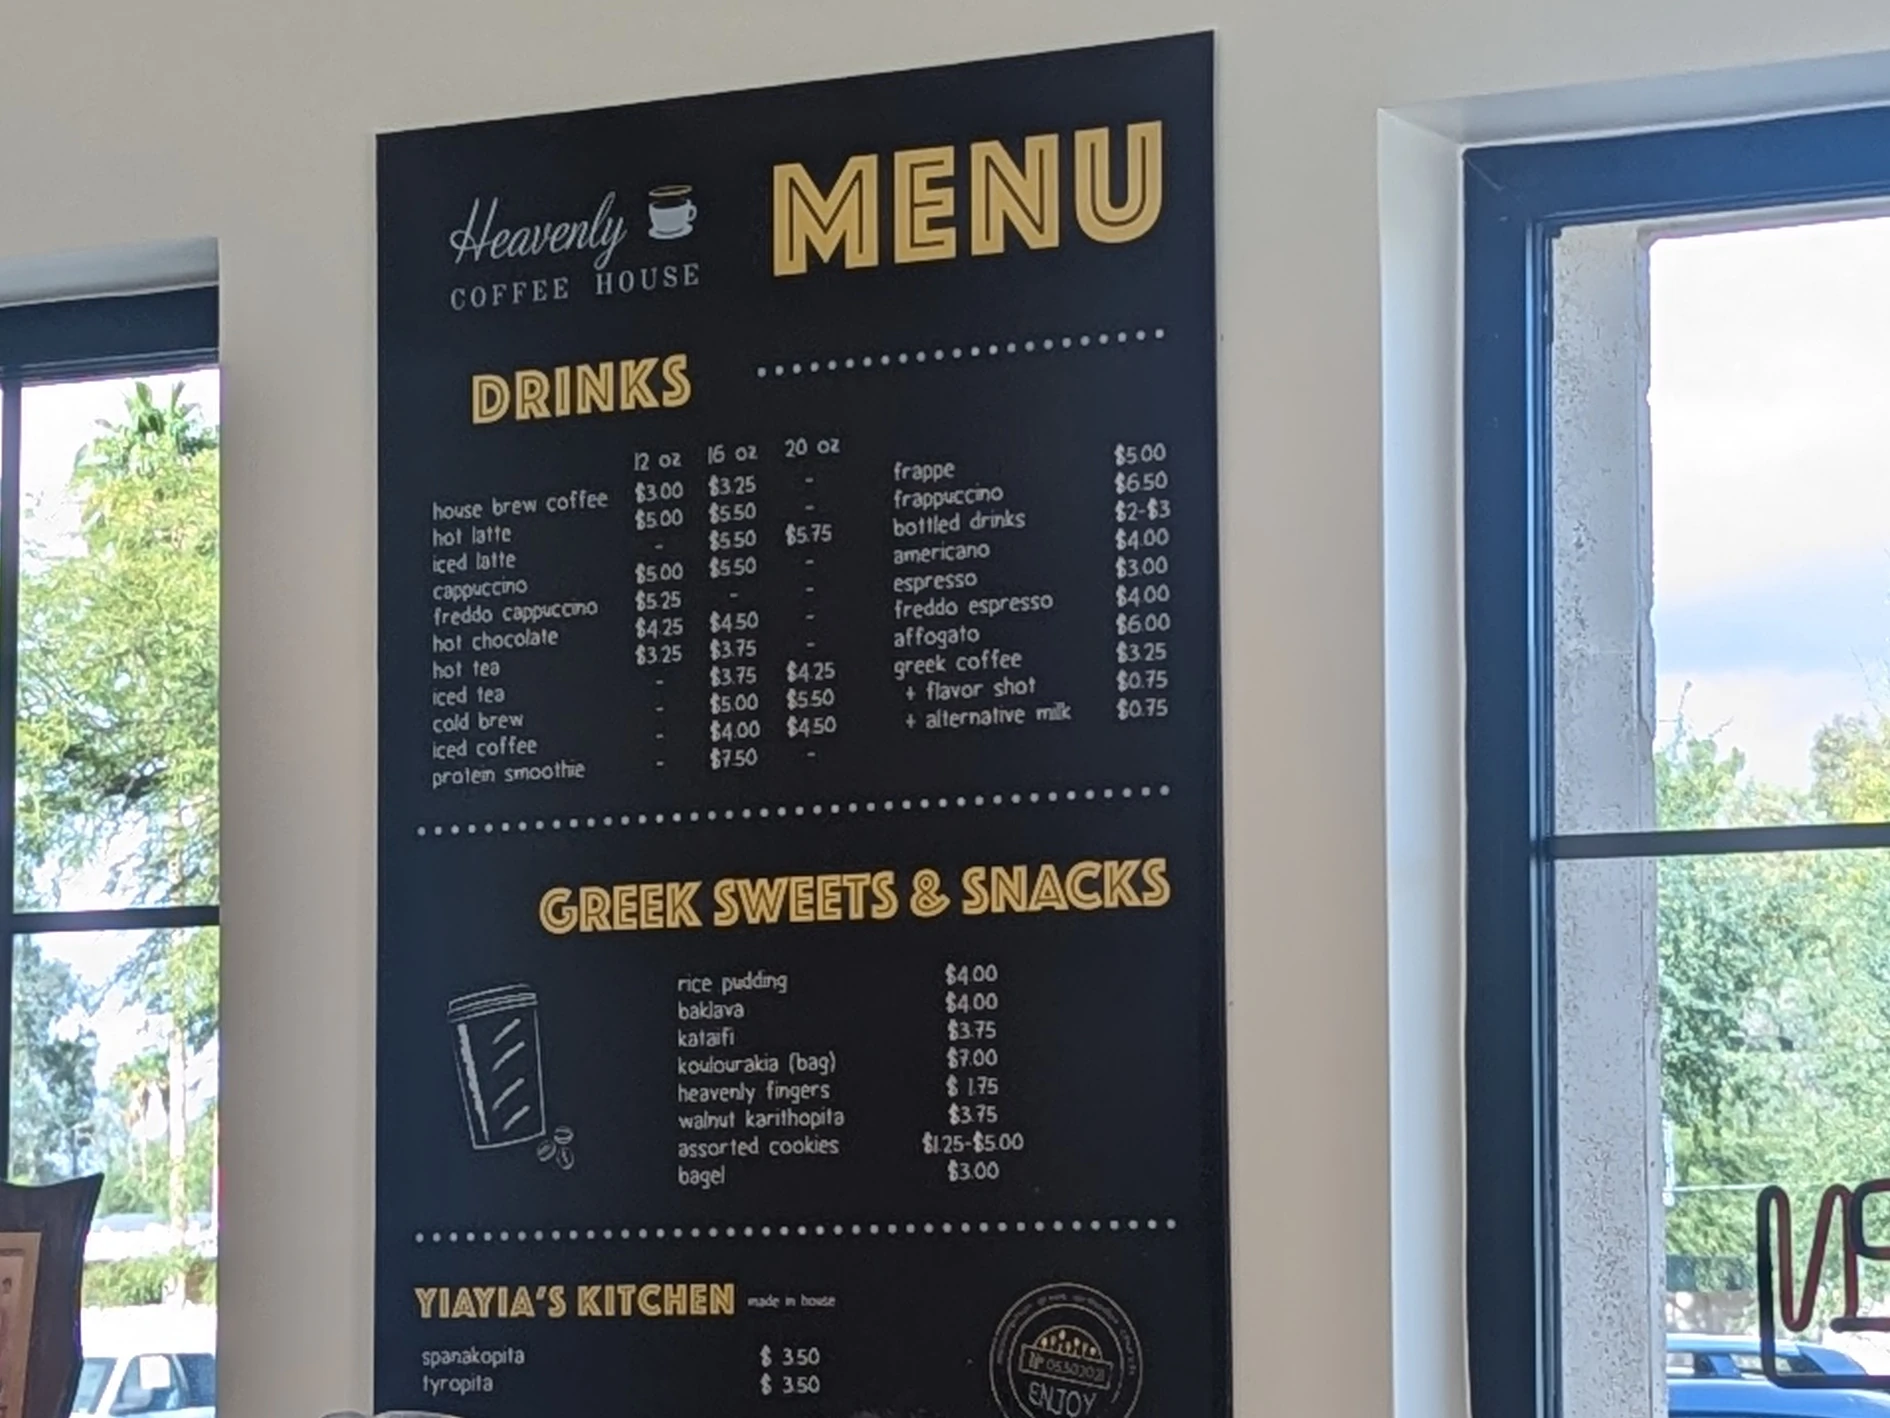 Heavenly
COFFEE HOUSE
MENU
DRINKS
12 oz 16 oz 20 oz
house brew coffee $3.00 $3.25 -
hot latte $5.00 $5.50 -
iced latte - $5.50 $5.75
cappuccino $5.00 $5.50 -
freddo cappuccino $5.25 - -
hot chocolate $4.25 $4.50 -
hot tea $3.25 $3.75 -
iced tea - $3.75 $4.25
cold brew - $5.00 $5.50
iced coffee - $4.00 $4.50
protein smoothie - $7.50 -
frappe $5.00
frappuccino $6.50
bottled drinks $2-$3
americano $4.00
espresso $3.00
freddo espresso $4.00
affogato $6.00
greek coffee $3.25
+ flavor shot $0.75
+ alternative milk $0.75
GREEK SWEETS & SNACKS
rice pudding $4.00
baklava $4.00
kataifi $3.75
koulourakia (bag) $7.00
heavenly fingers $ 1.75
walnut karithopita $3.75
assorted cookies $1.25-$5.00
bagel $3.00
YIAYIA'S KITCHEN made in house
spanakopita $ 3.50
tyropita $ 3.50
ENJOY